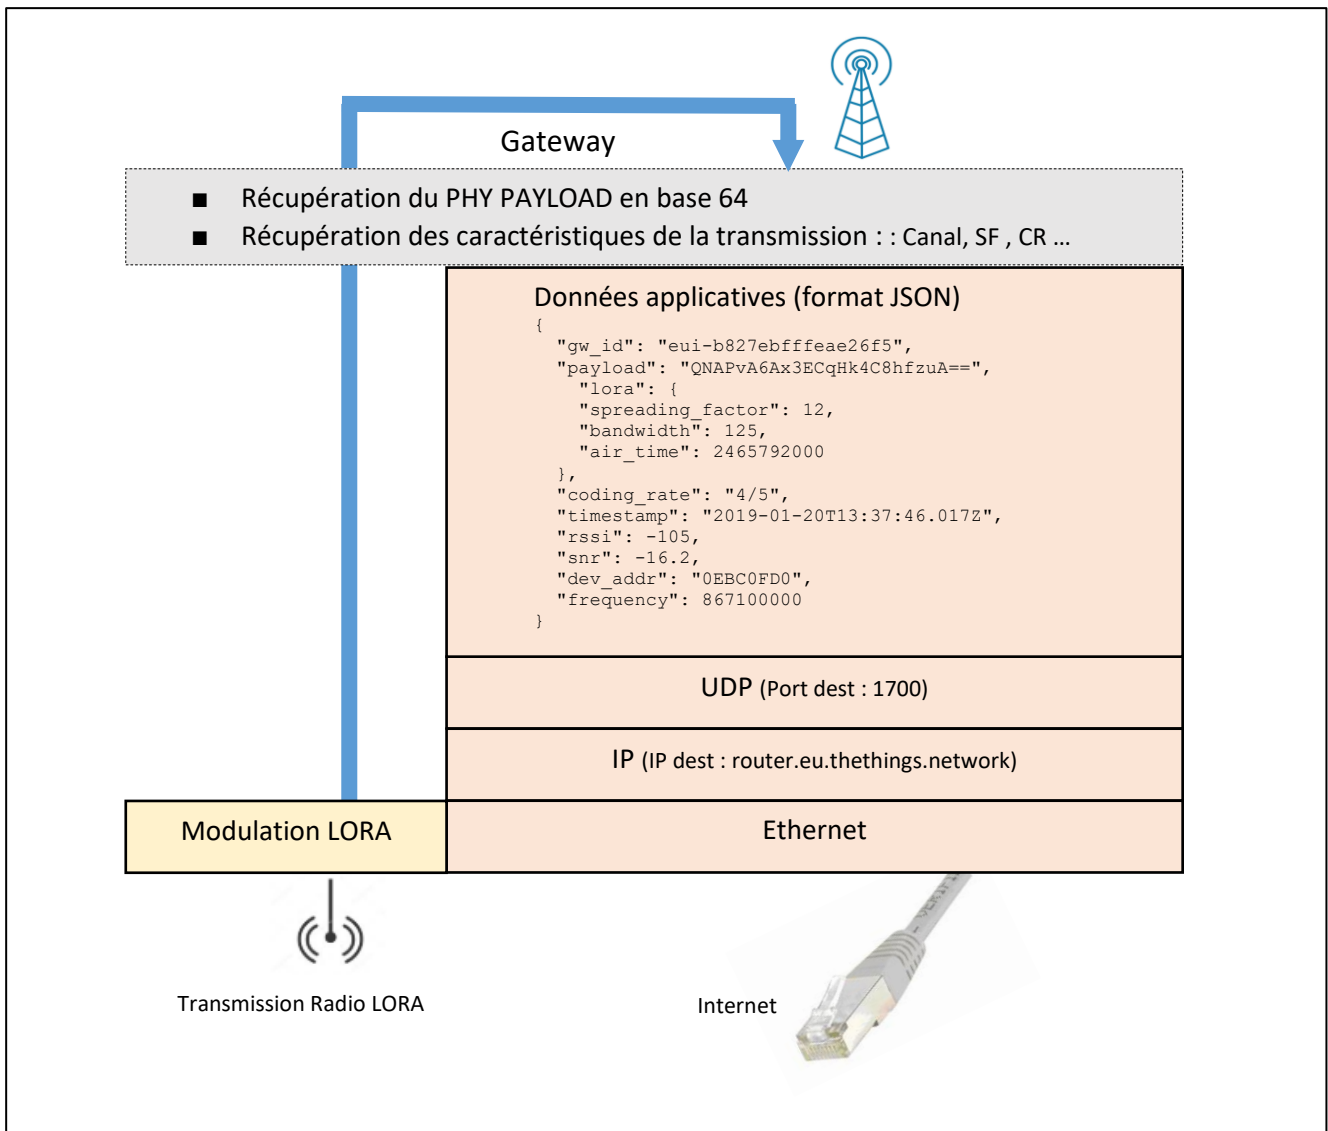 Gateway
■ Récupération du PHY PAYLOAD en base 64
■ Récupération des caractéristiques de la transmission : : Canal, SF , CR ...
Données applicatives (format JSON)
{
"gw_id": "eui-b827ebfffeae26f5",
"payload": "QNAPvA6Ax3ECqHk4C8hfzuA==",
"lora": {
"spreading_factor": 12,
"bandwidth": 125,
"air_time": 2465792000
},
"coding_rate": "4/5",
"timestamp": "2019-01-20T13:37:46.017Z",
"rssi": -105,
"snr": -16.2,
"dev_addr": "0EBC0FD0",
"frequency": 867100000
}
UDP (Port dest : 1700)
IP (IP dest : router.eu.thethings.network)
Modulation LORA
Ethernet
Transmission Radio LORA
Internet